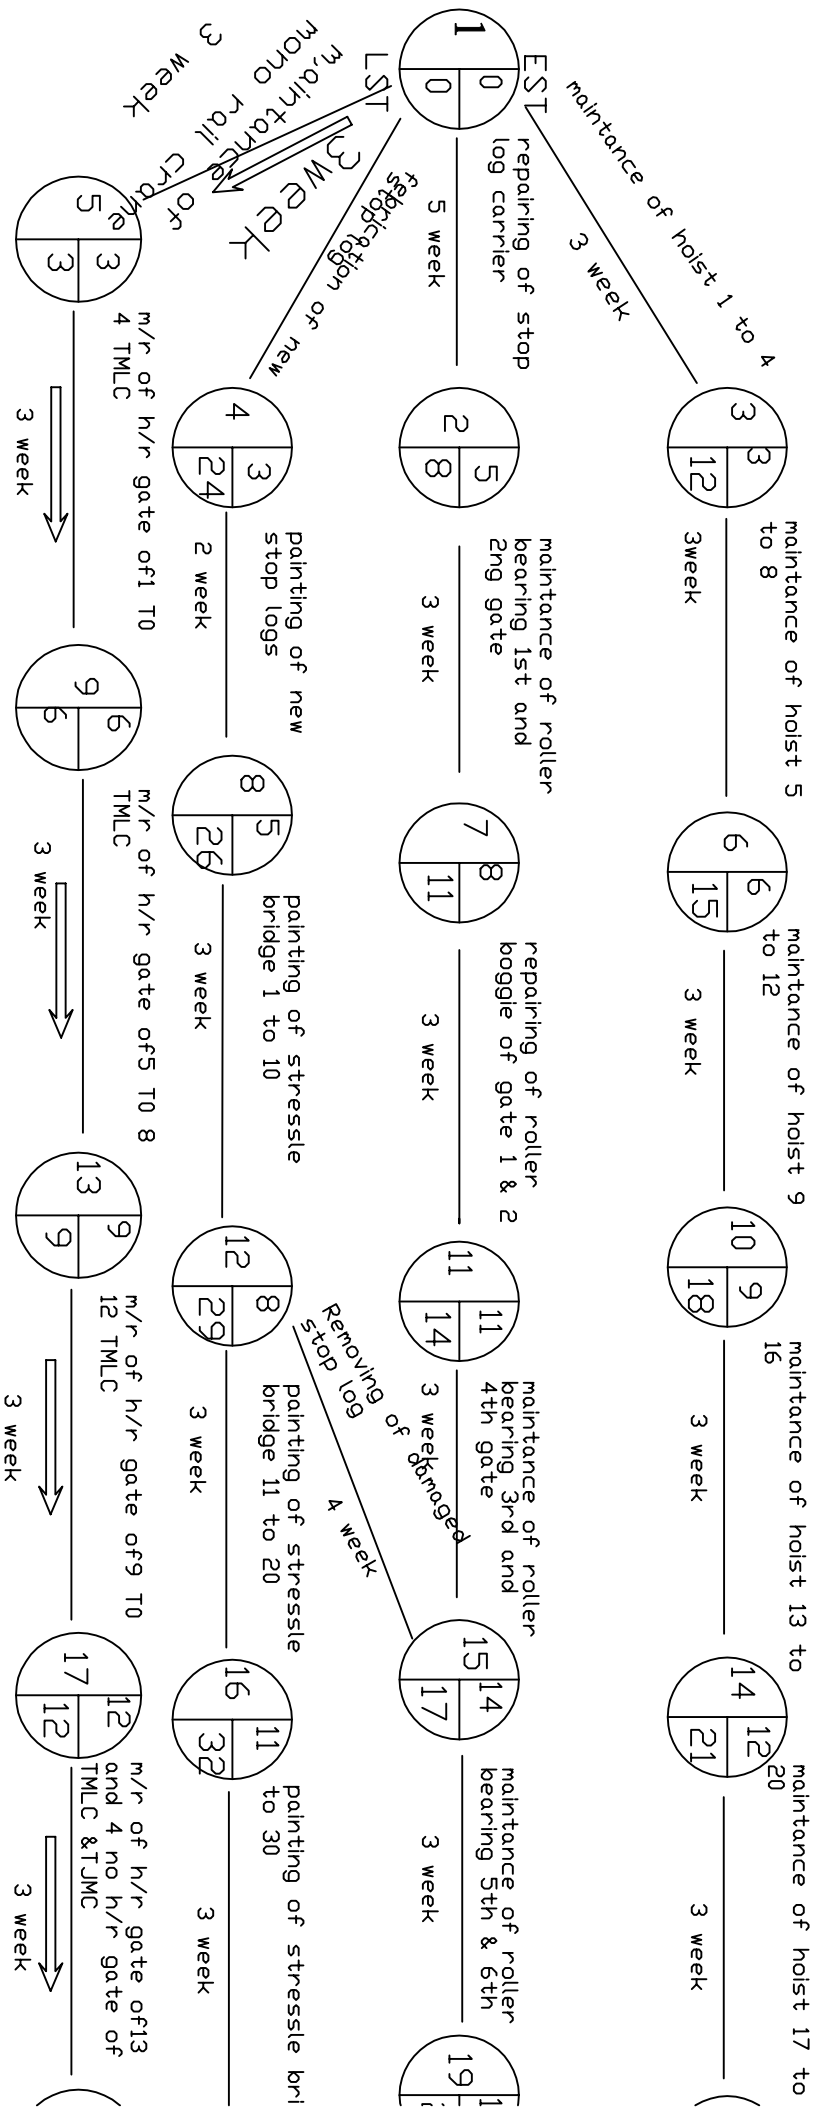 1
0
0
EST
LST
maintance of hoist 1 to 4
3 week
3
3
12
maintance of hoist 5
to 8
3week
6
6
15
maintance of hoist 9
to 12
3 week
10
9
18
maintance of hoist 13 to
16
3 week
14
12
21
maintance of hoist 17 to
20
3 week
repairing of stop
log carrier
5 week
2
5
8
maintance of roller
bearing 1st and
2ng gate
3 week
7
8
11
repairing of roller
boggie of gate 1 & 2
3 week
11
11
14
maintance of roller
bearing 3rd and
4th gate
3 week
15
14
17
maintance of roller
bearing 5th & 6th
3 week
19
febrication of new
stop log
4
3
24
painting of new
stop logs
2 week
8
5
26
painting of stressle
bridge 1 to 10
3 week
12
8
29
Removing of damaged
stop log
4 week
painting of stressle
bridge 11 to 20
3 week
16
11
32
painting of stressle bri
to 30
3 week
m,aintance of
mono rail crane
3 week
3week
5
3
3
m/r of h/r gate of1 TO
4 TMLC
3 week
9
6
6
m/r of h/r gate of5 TO 8
TMLC
3 week
13
9
9
m/r of h/r gate of9 TO
12 TMLC
3 week
17
12
12
m/r of h/r gate of13
and 4 no h/r gate of
TMLC &TJMC
3 week